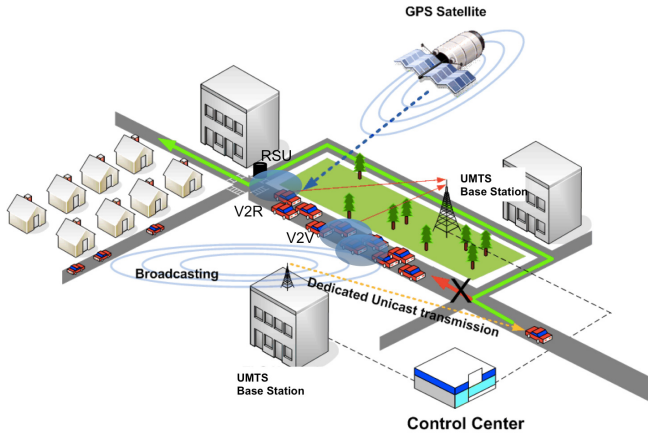 GPS Satellite
RSU
UMTS
Base Station
V2R
V2V
Broadcasting
Dedicated Unicast transmission
X
UMTS
Base Station
Control Center